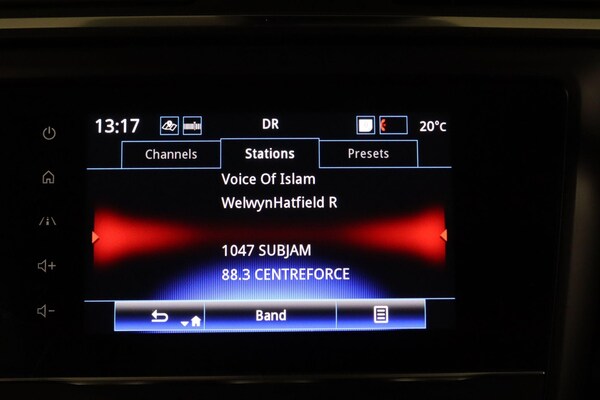 13:17 DR 20°C
Channels Stations Presets
Voice Of Islam
WelwynHatfield R
1047 SUBJAM
88.3 CENTREFORCE
Band